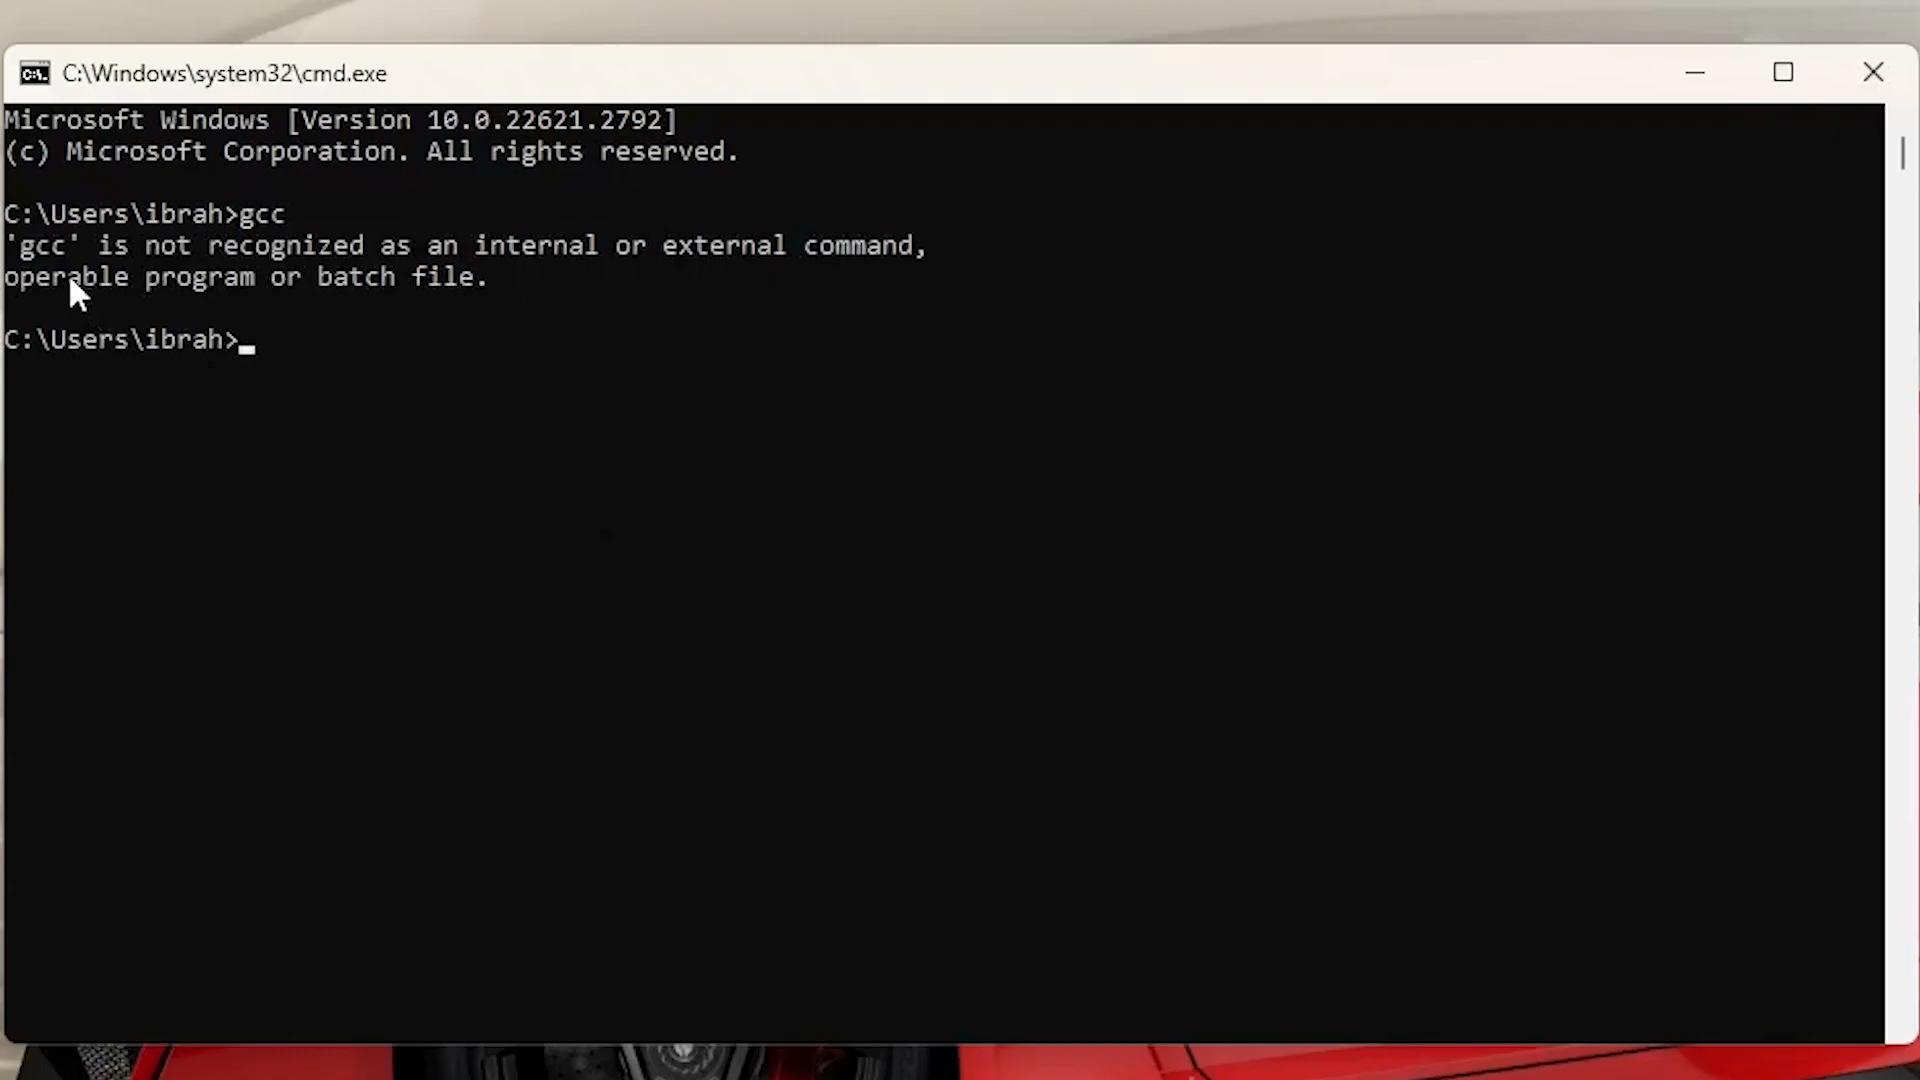 C:\Windows\system32\cmd.exe
Microsoft Windows [Version 10.0.22621.2792]
(c) Microsoft Corporation. All rights reserved.
C:\Users\ibrah>gcc
'gcc' is not recognized as an internal or external command,
operable program or batch file.
C:\Users\ibrah>